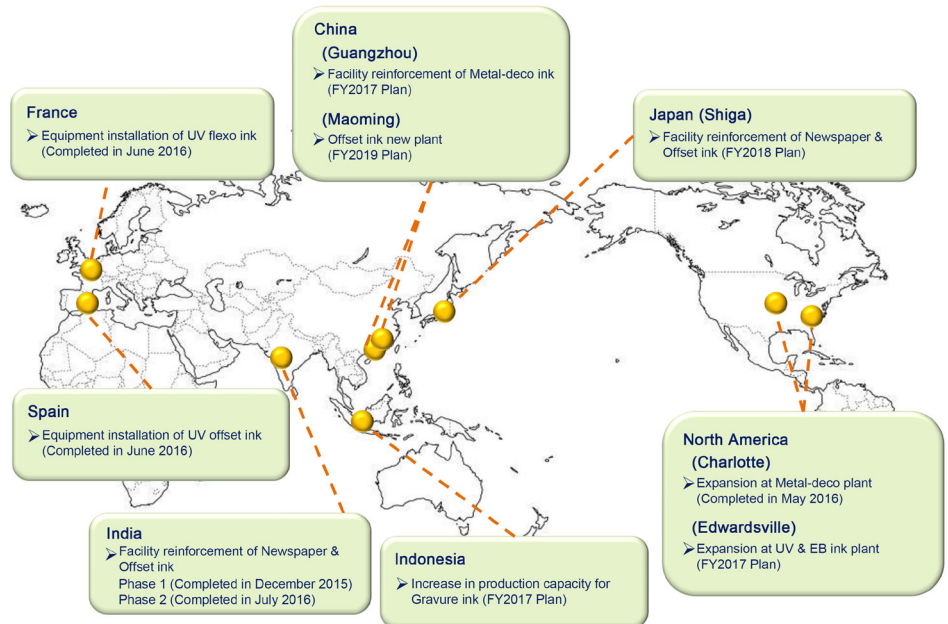 China
(Guangzhou)
➢ Facility reinforcement of Metal-deco ink
(FY2017 Plan)
(Maoming)
➢ Offset ink new plant
(FY2019 Plan)
France
➢ Equipment installation of UV flexo ink
(Completed in June 2016)
Japan (Shiga)
➢ Facility reinforcement of Newspaper &
Offset ink (FY2018 Plan)
Spain
➢ Equipment installation of UV offset ink
(Completed in June 2016)
North America
(Charlotte)
➢ Expansion at Metal-deco plant
(Completed in May 2016)
(Edwardsville)
➢ Expansion at UV & EB ink plant
(FY2017 Plan)
India
➢ Facility reinforcement of Newspaper &
Offset ink
Phase 1 (Completed in December 2015)
Phase 2 (Completed in July 2016)
Indonesia
➢ Increase in production capacity for
Gravure ink (FY2017 Plan)